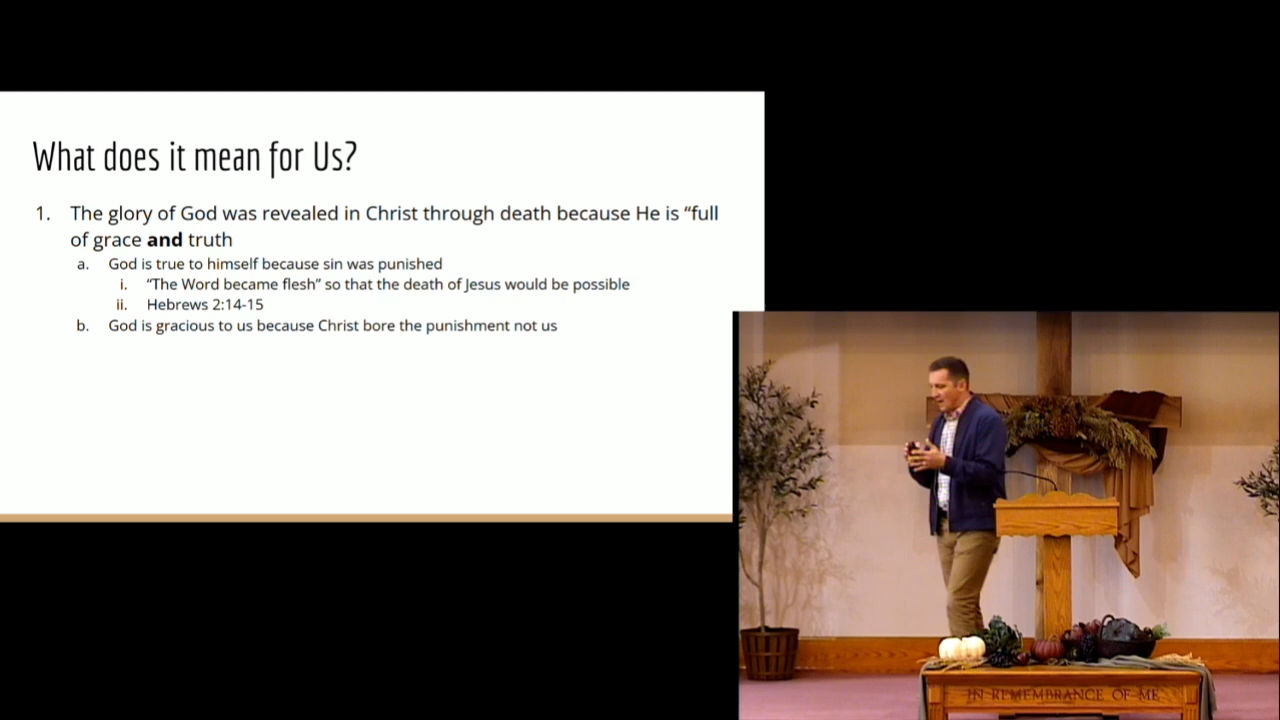 What does it mean for Us?
1. The glory of God was revealed in Christ through death because He is “full
of grace and truth
a. God is true to himself because sin was punished
i. “The Word became flesh” so that the death of Jesus would be possible
ii. Hebrews 2:14-15
b. God is gracious to us because Christ bore the punishment not us
IN REMEMBRANCE OF ME